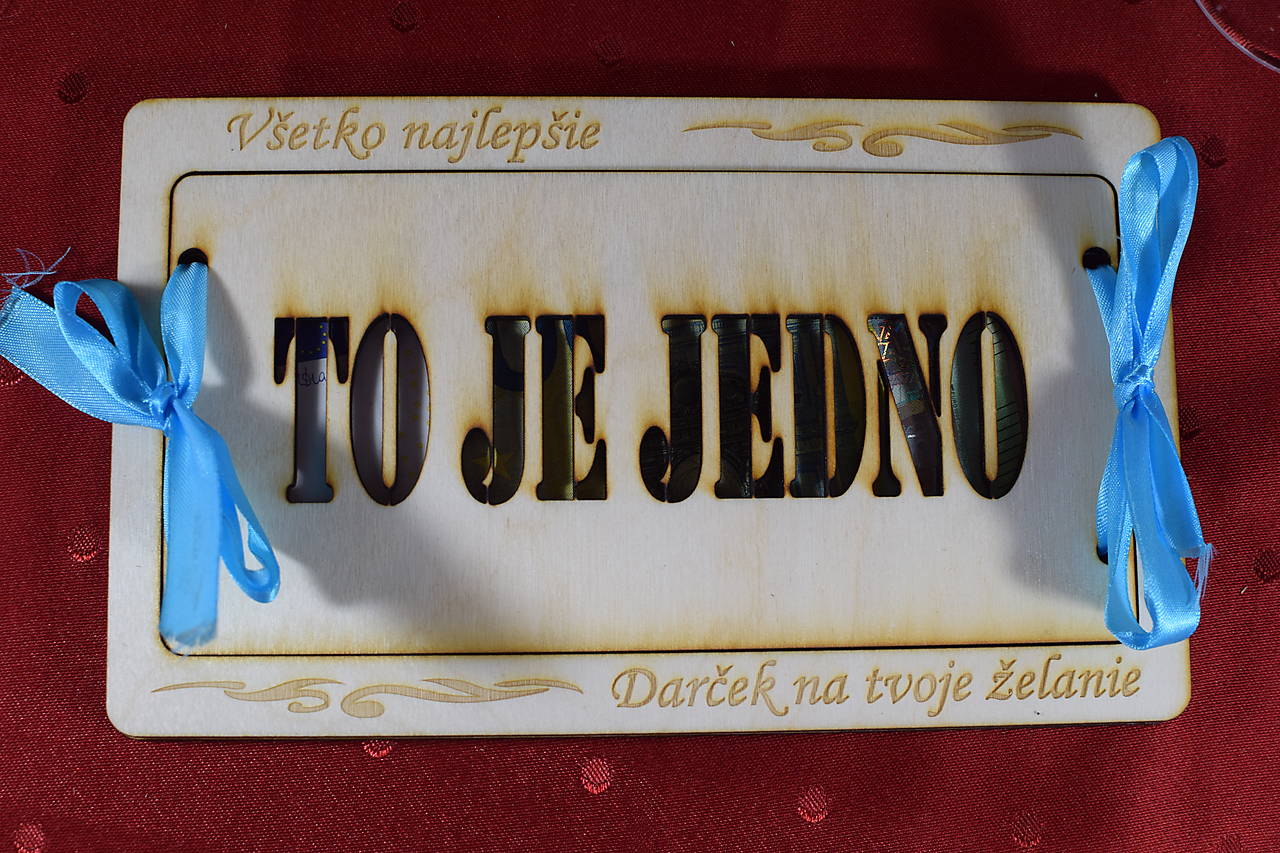 Všetko najlepšie
TO JE JEDNO
Darček na tvoje želanie